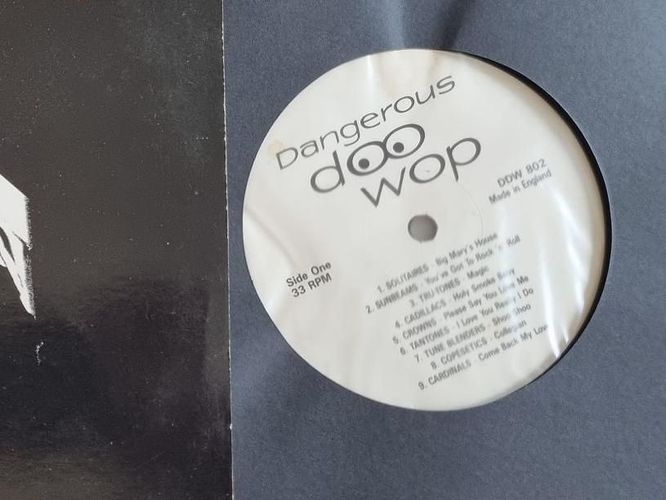 Dangerous
doo
wop
DDW 802
Made in England
Side One
33 RPM
1. SOLITAIRES - Big Mary's House
2. SUNBEAMS - You've Got To Rock 'n' Roll
3. TRU-TONES - Magic
4. CADILLACS - Holy Smoke Baby
5. CROWNS - Please Say You Love Me
6. TANTONES - I Love You Really I Do
7. TUNE BLENDERS - Shoo Shoo
8. COPESETICS - Collegian
9. CARDINALS - Come Back My Love